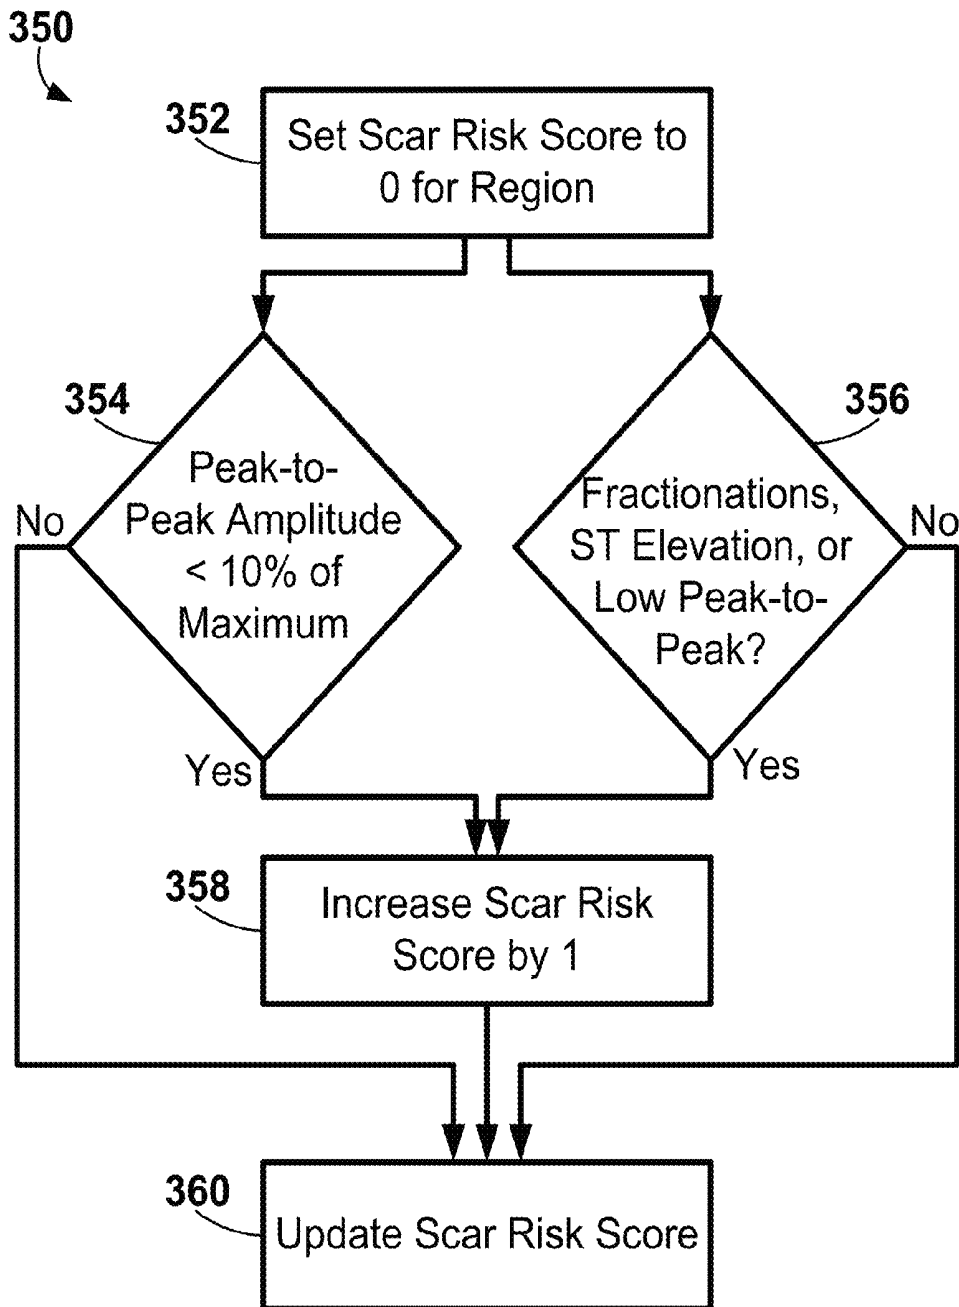 350
352
Set Scar Risk Score to
0 for Region
354
356
Peak-to-
Peak Amplitude
< 10% of
Maximum
Fractionations,
ST Elevation, or
Low Peak-to-
Peak?
No
No
Yes
Yes
358
Increase Scar Risk
Score by 1
360
Update Scar Risk Score